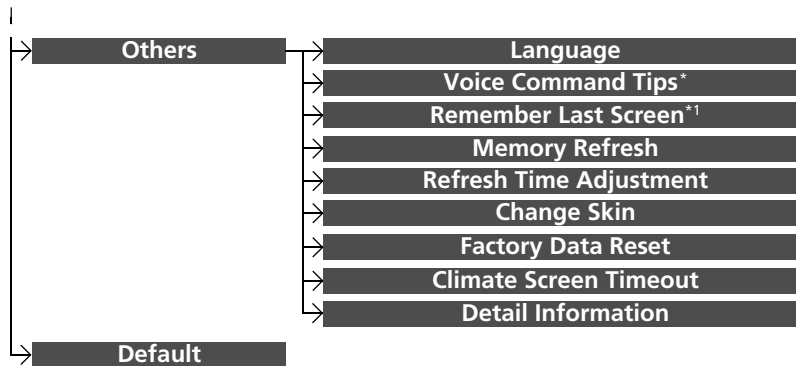 Others
Language
Voice Command Tips*
Remember Last Screen*1
Memory Refresh
Refresh Time Adjustment
Change Skin
Factory Data Reset
Climate Screen Timeout
Detail Information
Default